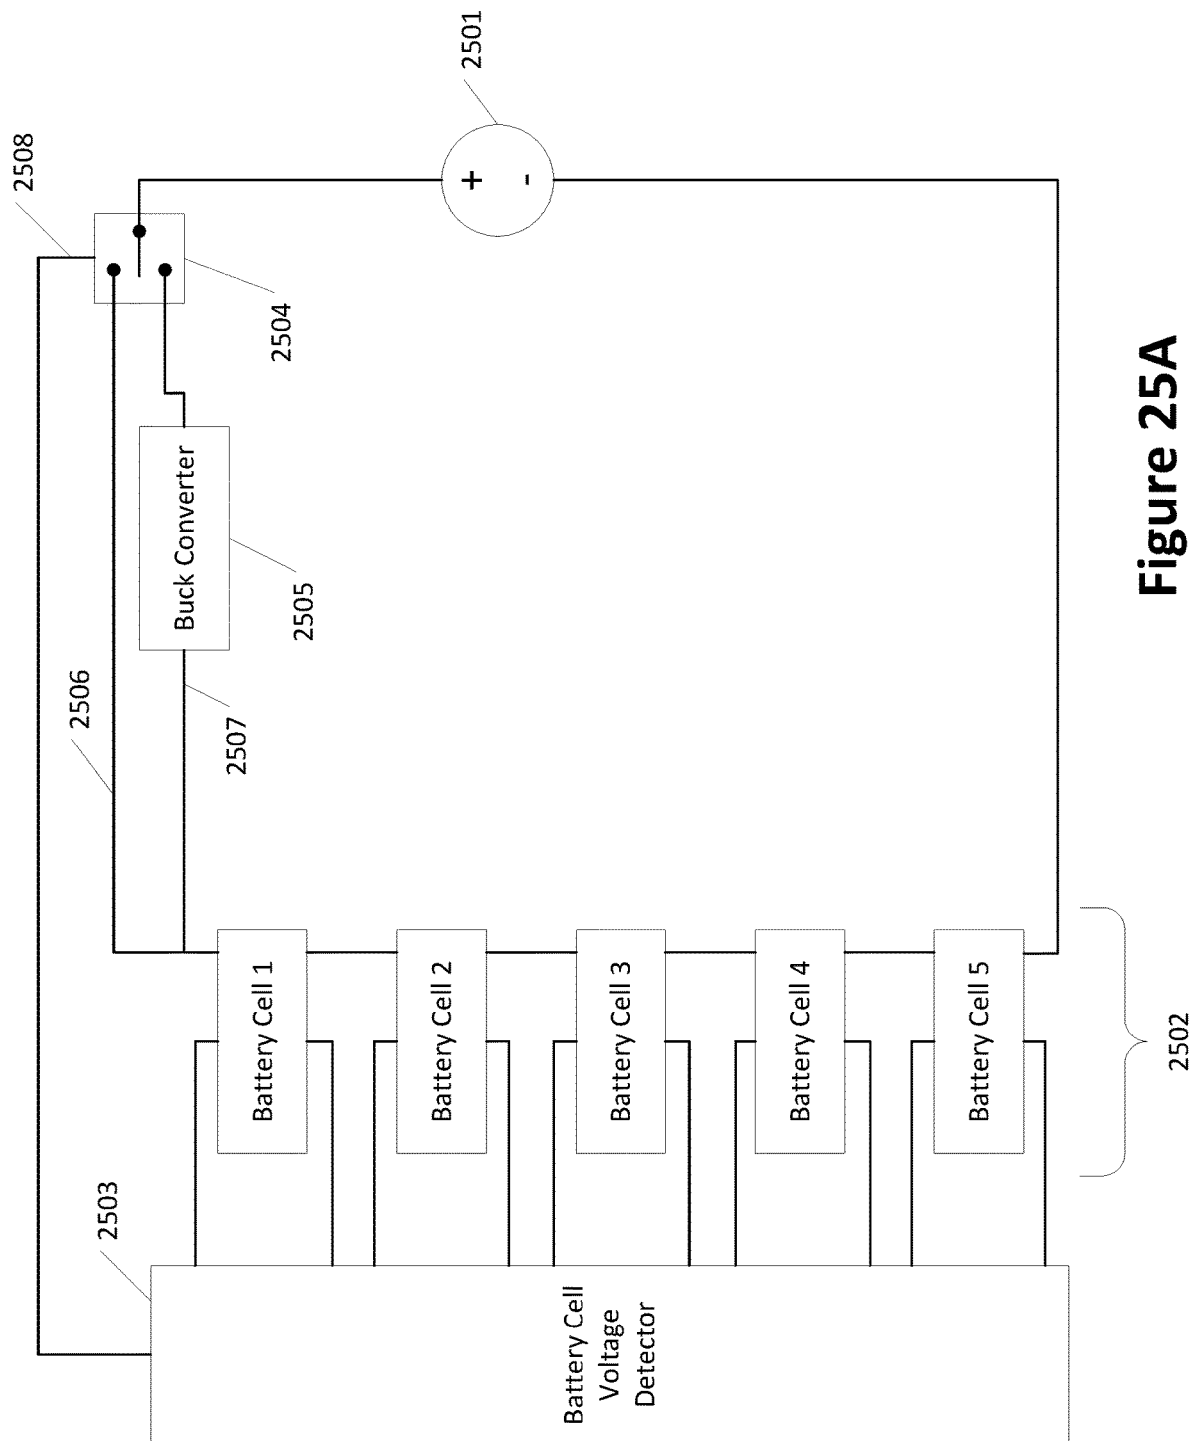 2508
2501
2504
Buck Converter
2505
2506
2507
+
-
Battery Cell 1
Battery Cell 2
Battery Cell 3
Battery Cell 4
Battery Cell 5
2502
2503
Battery Cell
Voltage
Detector
Figure 25A